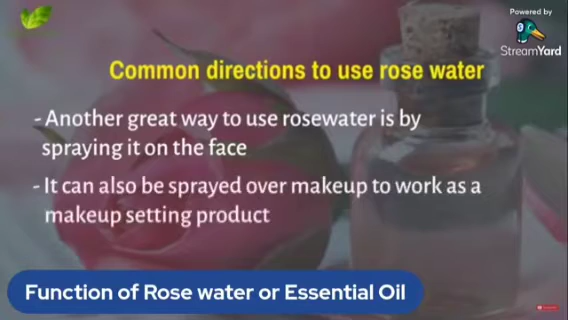 Powered by
StreamYard
Common directions to use rose water
- Another great way to use rosewater is by
spraying it on the face
- It can also be sprayed over makeup to work as a
makeup setting product
Function of Rose water or Essential Oil